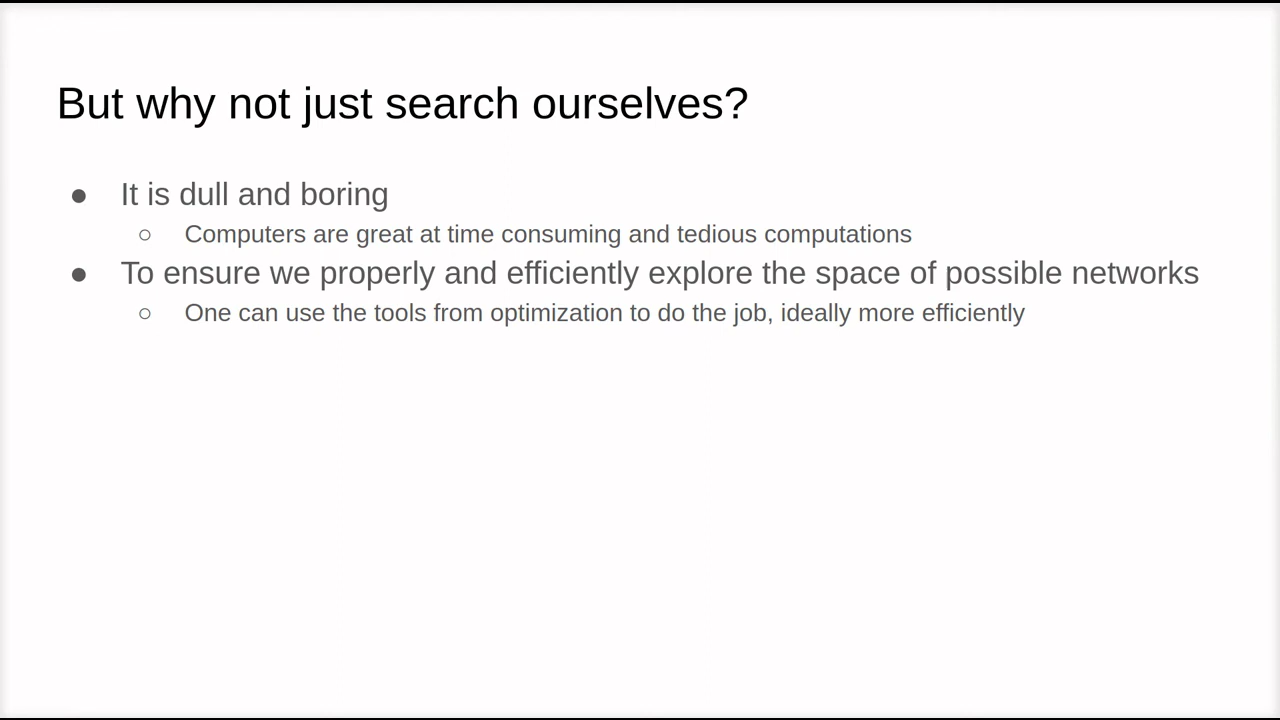 But why not just search ourselves?
● It is dull and boring
○ Computers are great at time consuming and tedious computations
● To ensure we properly and efficiently explore the space of possible networks
○ One can use the tools from optimization to do the job, ideally more efficiently